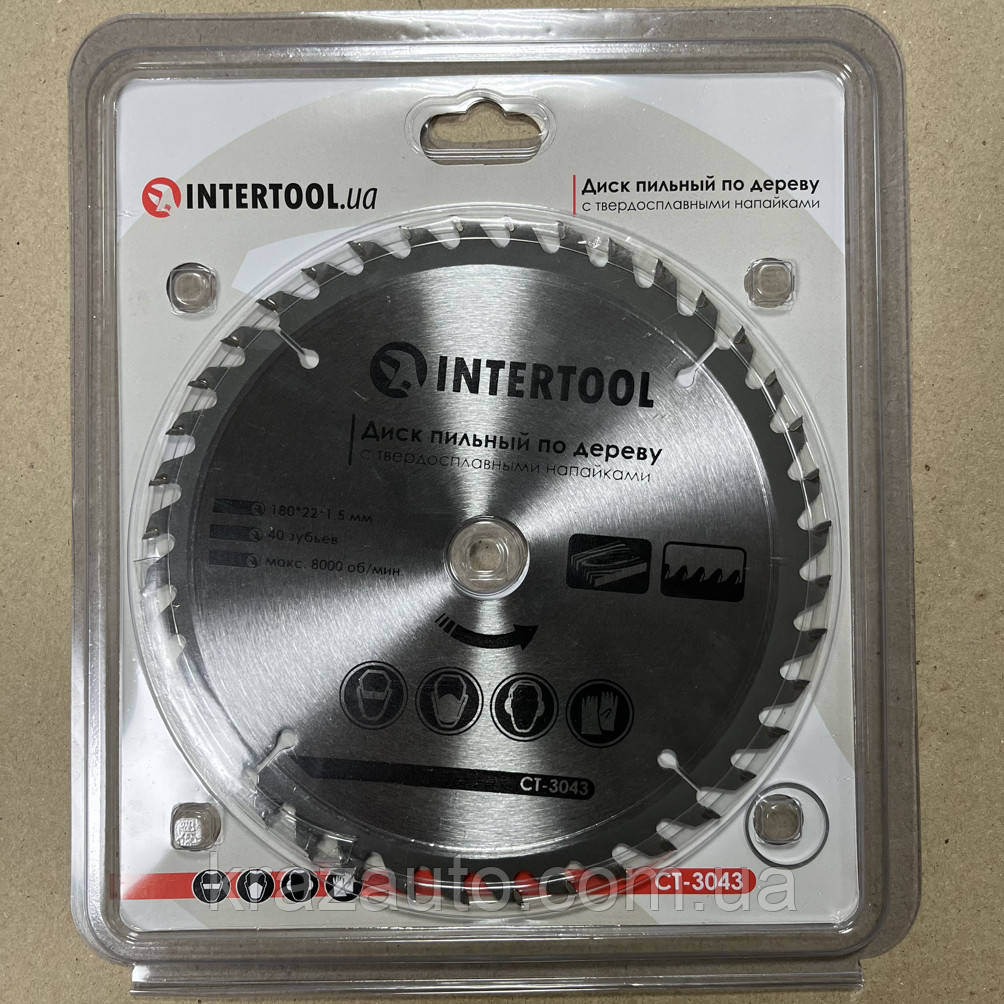 INTERTOOL.ua
Диск пильный по дереву
с твердосплавными напайками
INTERTOOL
Диск пильный по дереву
с твердосплавными напайками
180*22*1.5 мм
40 зубьев
макс. 8000 об/мин.
CT-3043
CT-3043
krazauto.com.ua